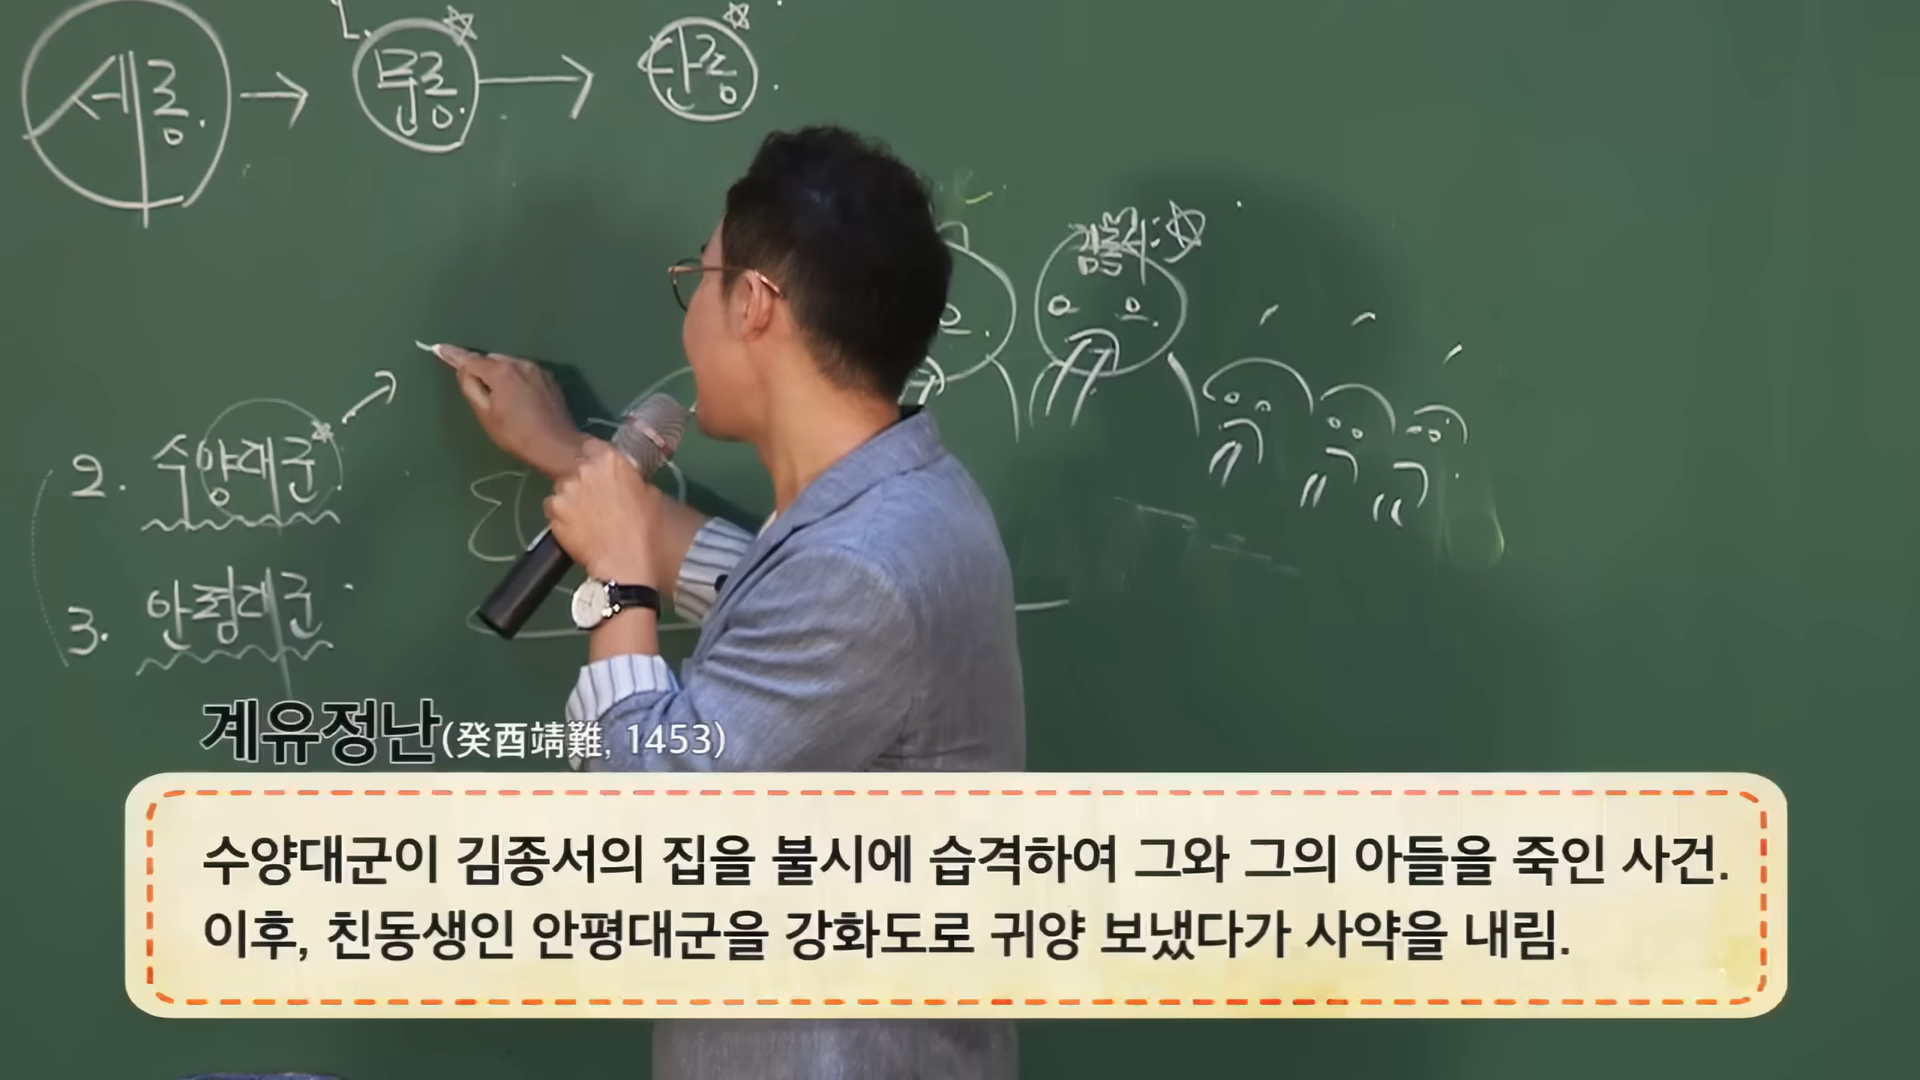 세종 → 문종 → 단종
김종서
2. 수양대군
3. 안평대군
계유정난(癸酉靖難, 1453)
수양대군이 김종서의 집을 불시에 습격하여 그와 그의 아들을 죽인 사건.
이후, 친동생인 안평대군을 강화도로 귀양 보냈다가 사약을 내림.